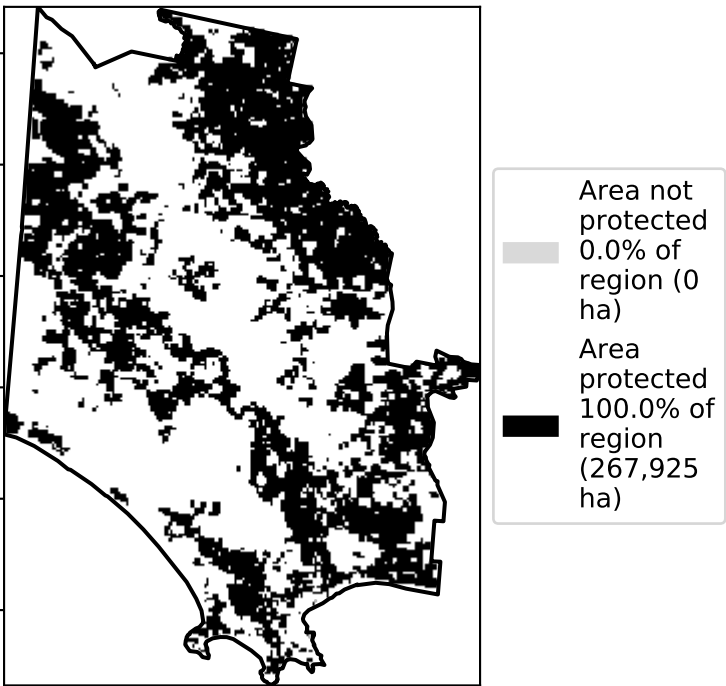 Area not
protected
0.0% of
region (0
ha)
Area
protected
100.0% of
region
(267,925
ha)